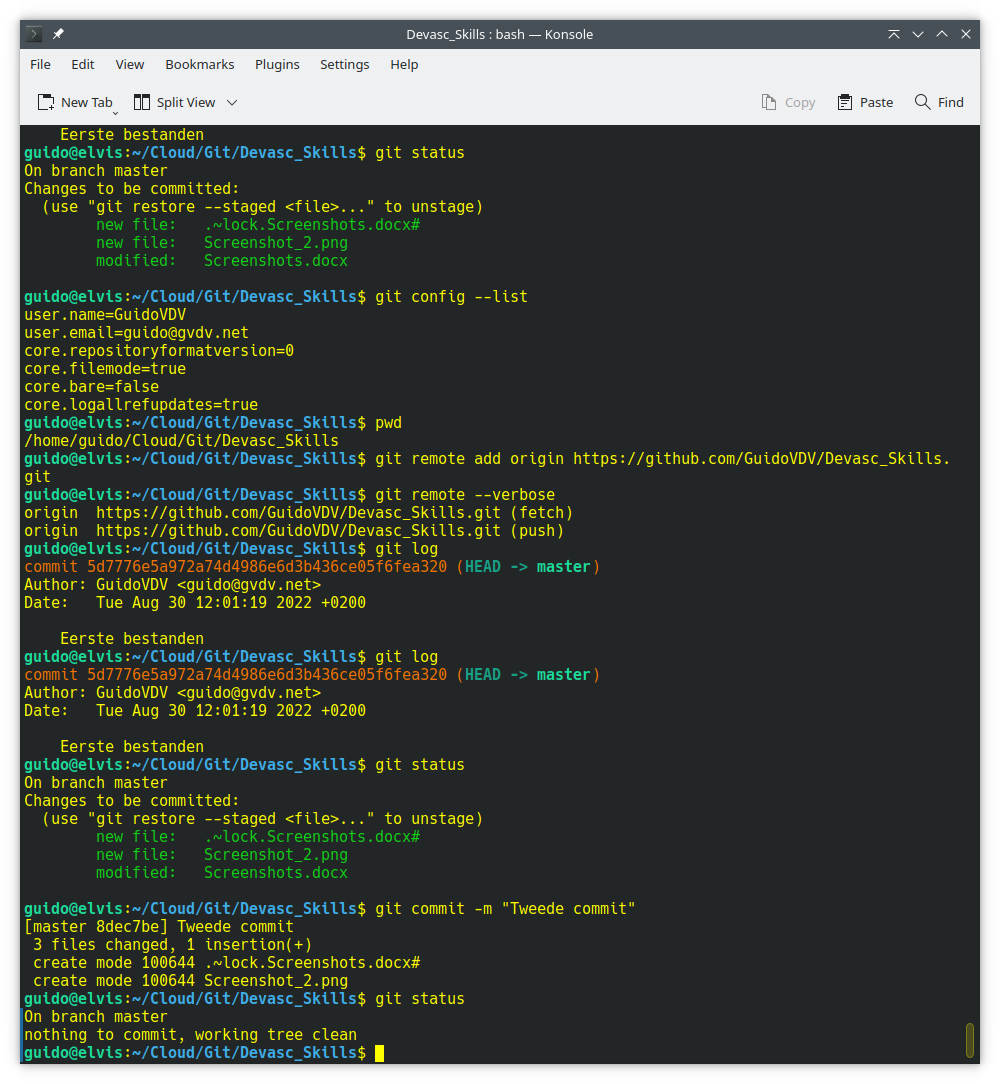 Devasc_Skills : bash — Konsole
File Edit View Bookmarks Plugins Settings Help
New Tab Split View Copy Paste Find
    Eerste bestanden
guido@elvis:~/Cloud/Git/Devasc_Skills$ git status
On branch master
Changes to be committed:
  (use "git restore --staged <file>..." to unstage)
        new file:   .~lock.Screenshots.docx#
        new file:   Screenshot_2.png
        modified:   Screenshots.docx

guido@elvis:~/Cloud/Git/Devasc_Skills$ git config --list
user.name=GuidoVDV
user.email=guido@gvdv.net
core.repositoryformatversion=0
core.filemode=true
core.bare=false
core.logallrefupdates=true
guido@elvis:~/Cloud/Git/Devasc_Skills$ pwd
/home/guido/Cloud/Git/Devasc_Skills
guido@elvis:~/Cloud/Git/Devasc_Skills$ git remote add origin https://github.com/GuidoVDV/Devasc_Skills.
git
guido@elvis:~/Cloud/Git/Devasc_Skills$ git remote --verbose
origin  https://github.com/GuidoVDV/Devasc_Skills.git (fetch)
origin  https://github.com/GuidoVDV/Devasc_Skills.git (push)
guido@elvis:~/Cloud/Git/Devasc_Skills$ git log
commit 5d7776e5a972a74d4986e6d3b436ce05f6fea320 (HEAD -> master)
Author: GuidoVDV <guido@gvdv.net>
Date:   Tue Aug 30 12:01:19 2022 +0200

    Eerste bestanden
guido@elvis:~/Cloud/Git/Devasc_Skills$ git log
commit 5d7776e5a972a74d4986e6d3b436ce05f6fea320 (HEAD -> master)
Author: GuidoVDV <guido@gvdv.net>
Date:   Tue Aug 30 12:01:19 2022 +0200

    Eerste bestanden
guido@elvis:~/Cloud/Git/Devasc_Skills$ git status
On branch master
Changes to be committed:
  (use "git restore --staged <file>..." to unstage)
        new file:   .~lock.Screenshots.docx#
        new file:   Screenshot_2.png
        modified:   Screenshots.docx

guido@elvis:~/Cloud/Git/Devasc_Skills$ git commit -m "Tweede commit"
[master 8dec7be] Tweede commit
 3 files changed, 1 insertion(+)
 create mode 100644 .~lock.Screenshots.docx#
 create mode 100644 Screenshot_2.png
guido@elvis:~/Cloud/Git/Devasc_Skills$ git status
On branch master
nothing to commit, working tree clean
guido@elvis:~/Cloud/Git/Devasc_Skills$